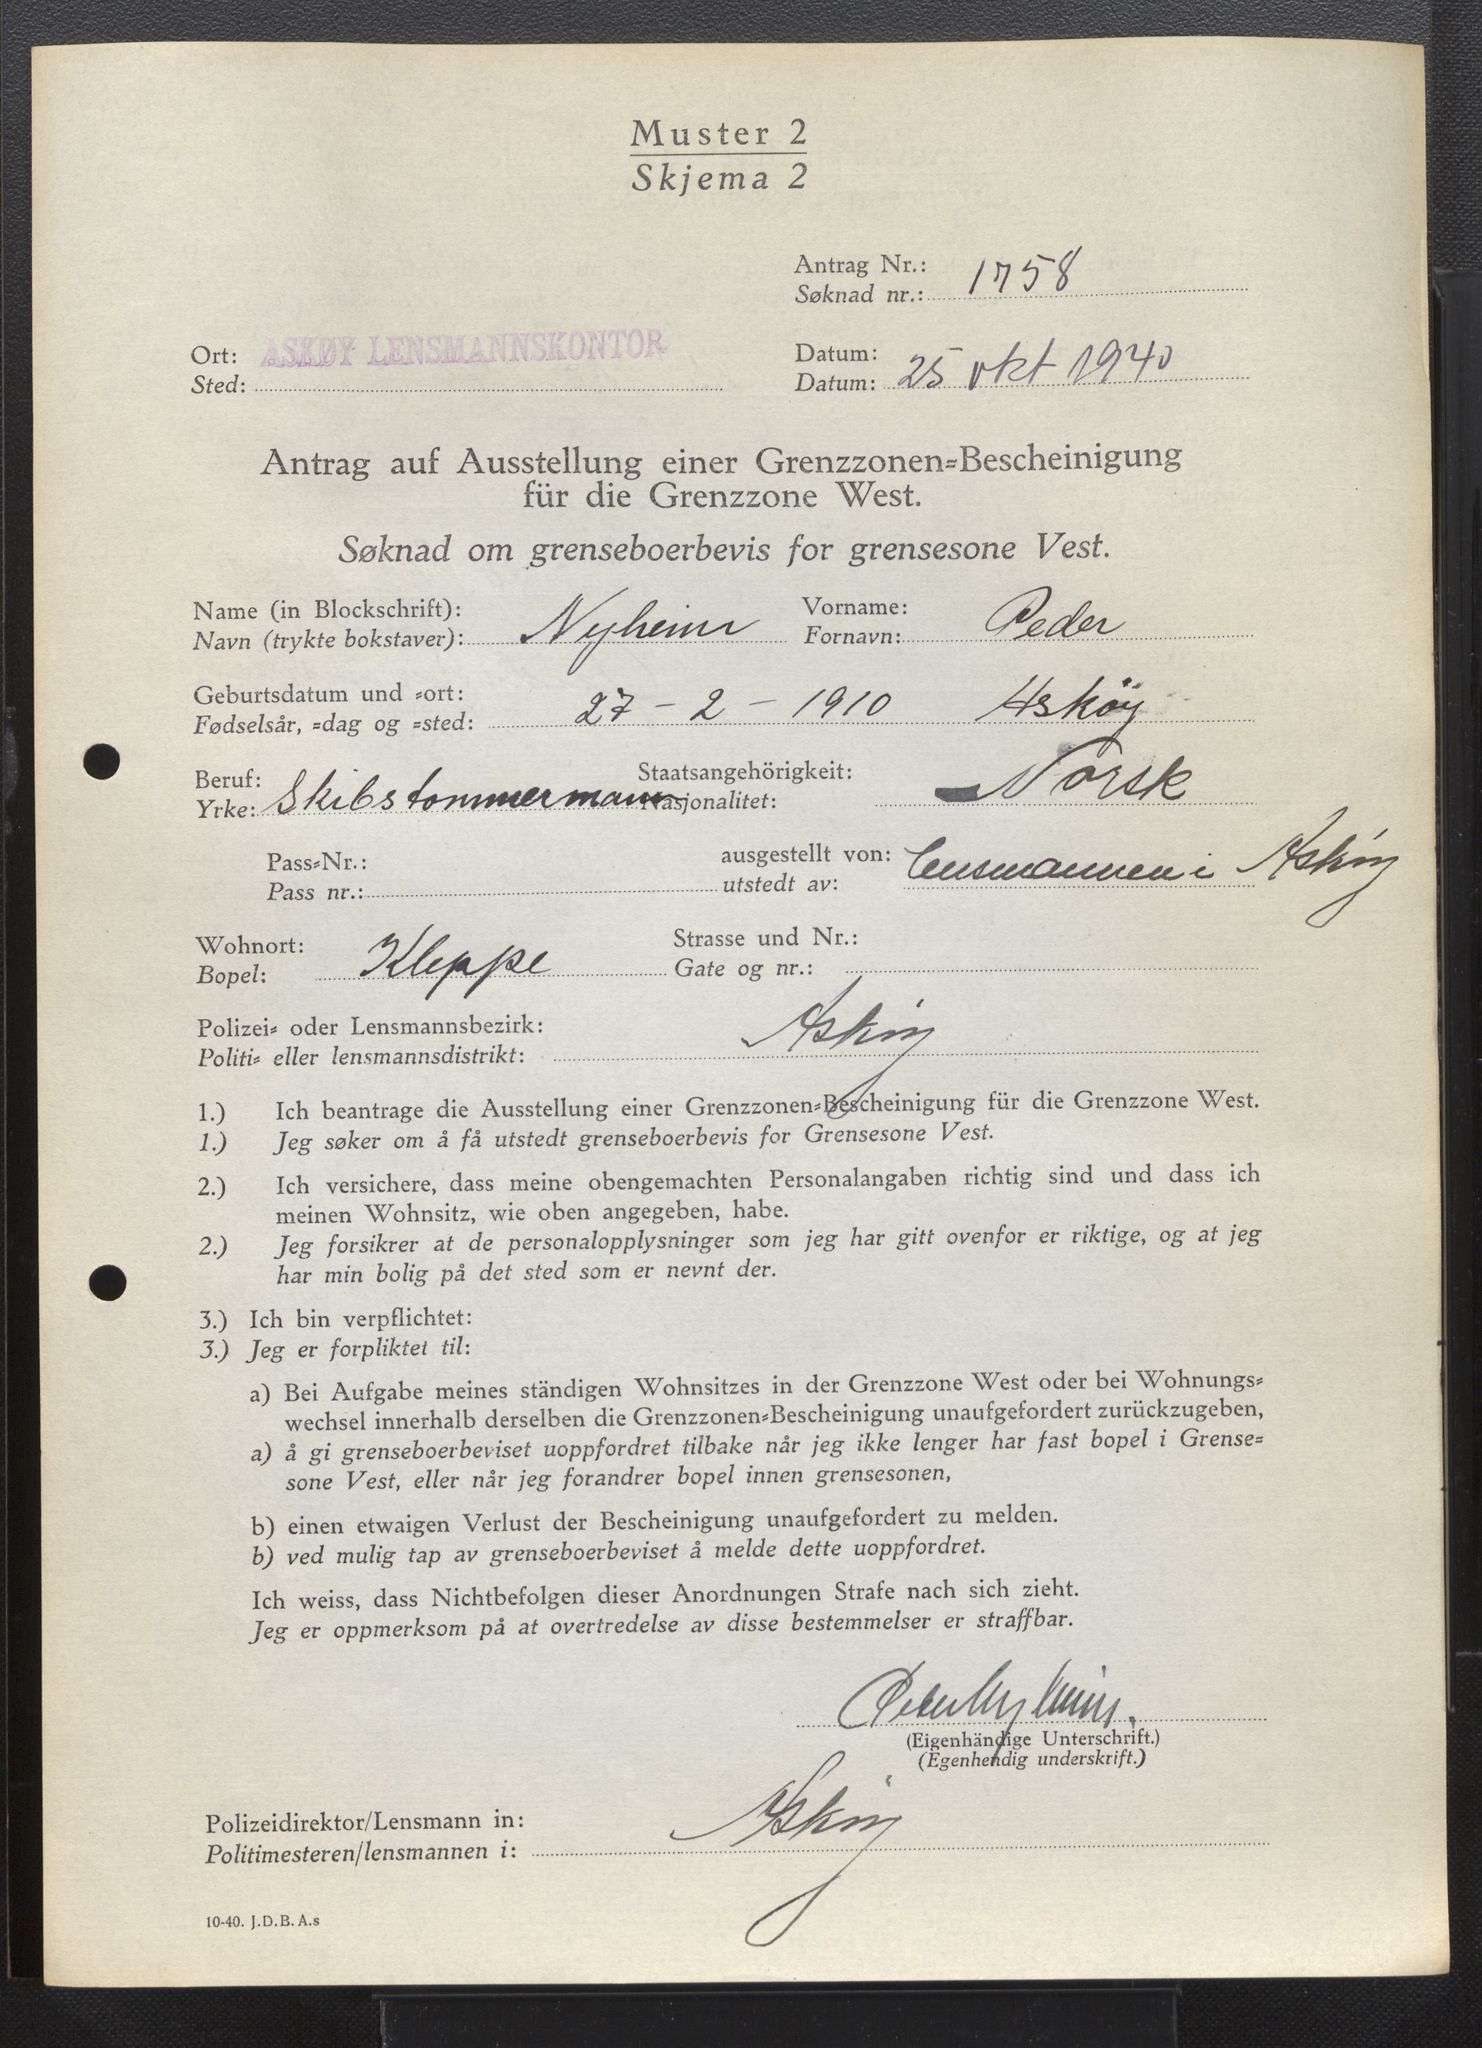 Muster 2
Skjema 2
Antrag Nr.:
Søknad nr.: 1758
Ort: ASKØY LENSMANNSKONTOR
Sted:
Datum:
Datum: 25 okt 1940
Antrag auf Ausstellung einer Grenzzonen=Bescheinigung
für die Grenzzone West.
Søknad om grenseboerbevis for grensesone Vest.
Name (in Blockschrift): Vorname:
Navn (trykte bokstaver): Nyheim Fornavn: Peder
Geburtsdatum und =ort:
Fødselsår, =dag og =sted: 27 - 2 - 1910 Askøy
Beruf: Staatsangehörigkeit:
Yrke: Skibstømmermann Nasjonalitet: Norsk
Pass=Nr.: ausgestellt von:
Pass nr.: utstedt av: lensmannen i Askøy
Wohnort: Strasse und Nr.:
Bopel: Kleppe Gate og nr.:
Polizei= oder Lensmannsbezirk:
Politi= eller lensmannsdistrikt: Askøy
1.) Ich beantrage die Ausstellung einer Grenzzonen=Bescheinigung für die Grenzzone West.
1.) Jeg søker om å få utstedt grenseboerbevis for Grensesone Vest.
2.) Ich versichere, dass meine obengemachten Personalangaben richtig sind und dass ich
meinen Wohnsitz, wie oben angegeben, habe.
2.) Jeg forsikrer at de personalopplysninger som jeg har gitt ovenfor er riktige, og at jeg
har min bolig på det sted som er nevnt der.
3.) Ich bin verpflichtet:
3.) Jeg er forpliktet til:
a) Bei Aufgabe meines ständigen Wohnsitzes in der Grenzzone West oder bei Wohnungs=
wechsel innerhalb derselben die Grenzzonen=Bescheinigung unaufgefordert zurückzugeben,
a) å gi grenseboerbeviset uoppfordret tilbake når jeg ikke lenger har fast bopel i Grense=
sone Vest, eller når jeg forandrer bopel innen grensesonen,
b) einen etwaigen Verlust der Bescheinigung unaufgefordert zu melden.
b) ved mulig tap av grenseboerbeviset å melde dette uoppfordret.
Ich weiss, dass Nichtbefolgen dieser Anordnungen Strafe nach sich zieht.
Jeg er oppmerksom på at overtredelse av disse bestemmelser er straffbar.
Peder Nyheim.
(Eigenhändige Unterschrift.)
(Egenhendig underskrift.)
Polizeidirektor/Lensmann in:
Politimesteren/lensmannen i: Askøy
10-40. J.D.B.A.s